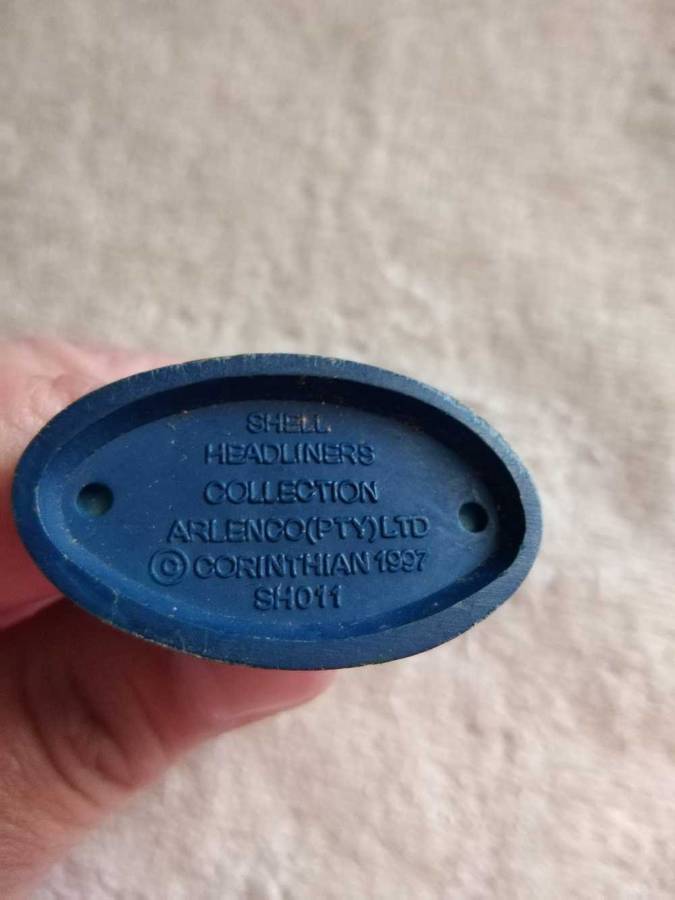 SHELL
HEADLINERS
COLLECTION
ARLENCO(PTY)LTD
© CORINTHIAN 1997
SH011